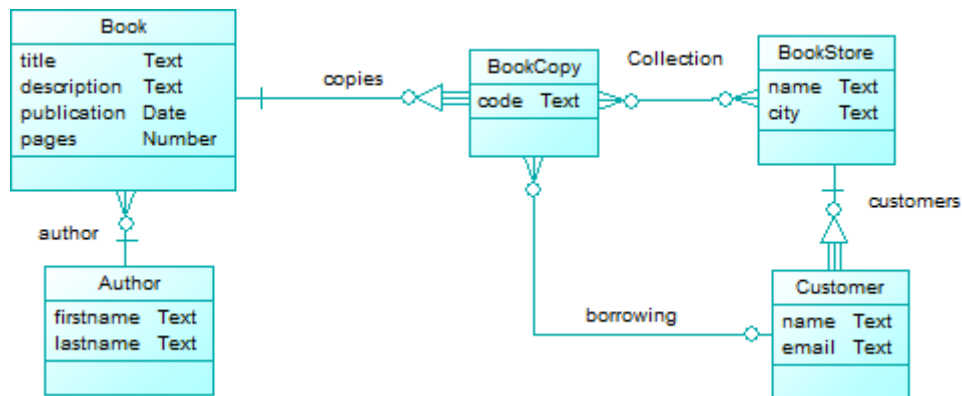 Book
title Text
description Text
publication Date
pages Number
copies
BookCopy
code Text
Collection
BookStore
name Text
city Text
customers
author
Author
firstname Text
lastname Text
borrowing
Customer
name Text
email Text